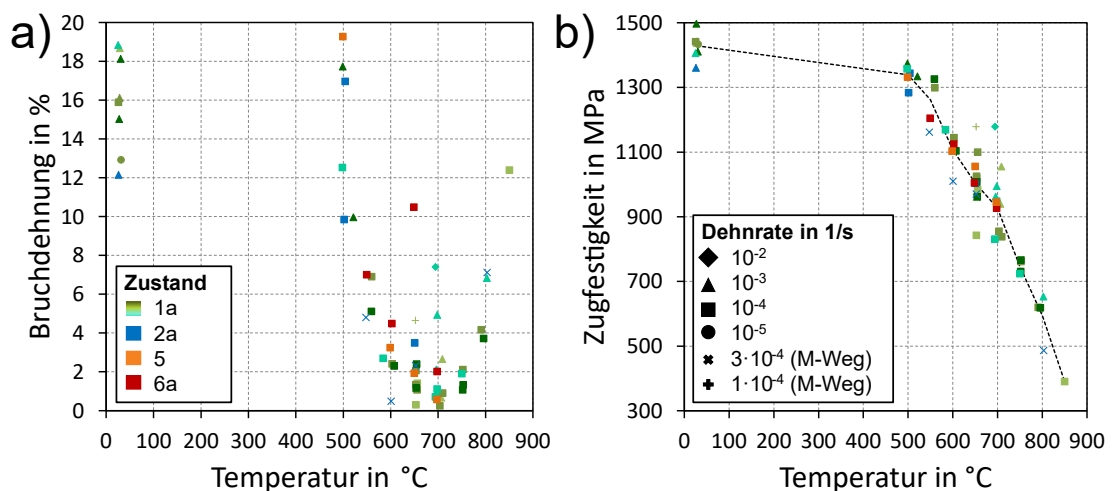 a)
Bruchdehnung in %
20
18
16
14
12
10
8
6
4
2
0
Zustand
1a
2a
5
6a
0 100 200 300 400 500 600 700 800 900
Temperatur in °C
b)
Zugfestigkeit in MPa
1500
1300
1100
900
700
500
300
Dehnrate in 1/s
10⁻²
10⁻³
10⁻⁴
10⁻⁵
3·10⁻⁴ (M-Weg)
1·10⁻⁴ (M-Weg)
0 100 200 300 400 500 600 700 800 900
Temperatur in °C